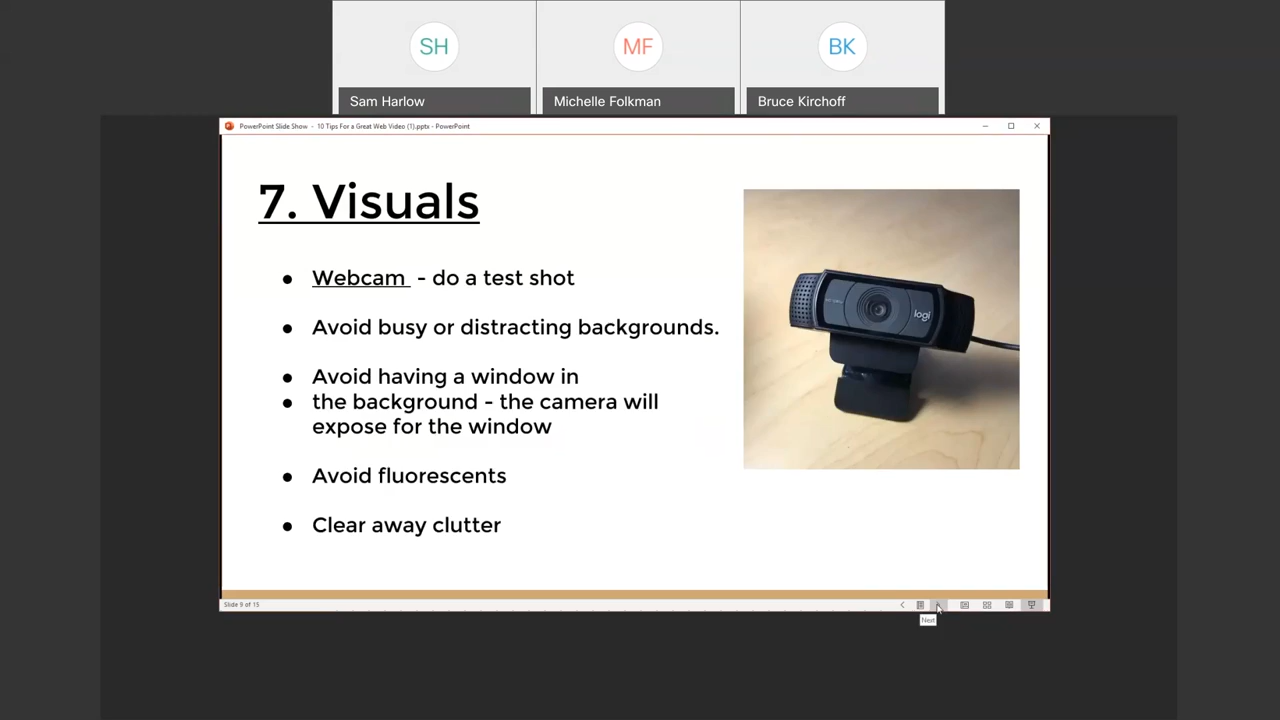 SH
MF
BK
Sam Harlow
Michelle Folkman
Bruce Kirchoff
PowerPoint Slide Show - 10 Tips For a Great Web Video (1).pptx - PowerPoint
7. Visuals
● Webcam - do a test shot
● Avoid busy or distracting backgrounds.
● Avoid having a window in
● the background - the camera will
expose for the window
● Avoid fluorescents
● Clear away clutter
logi
Slide 9 of 15
Next